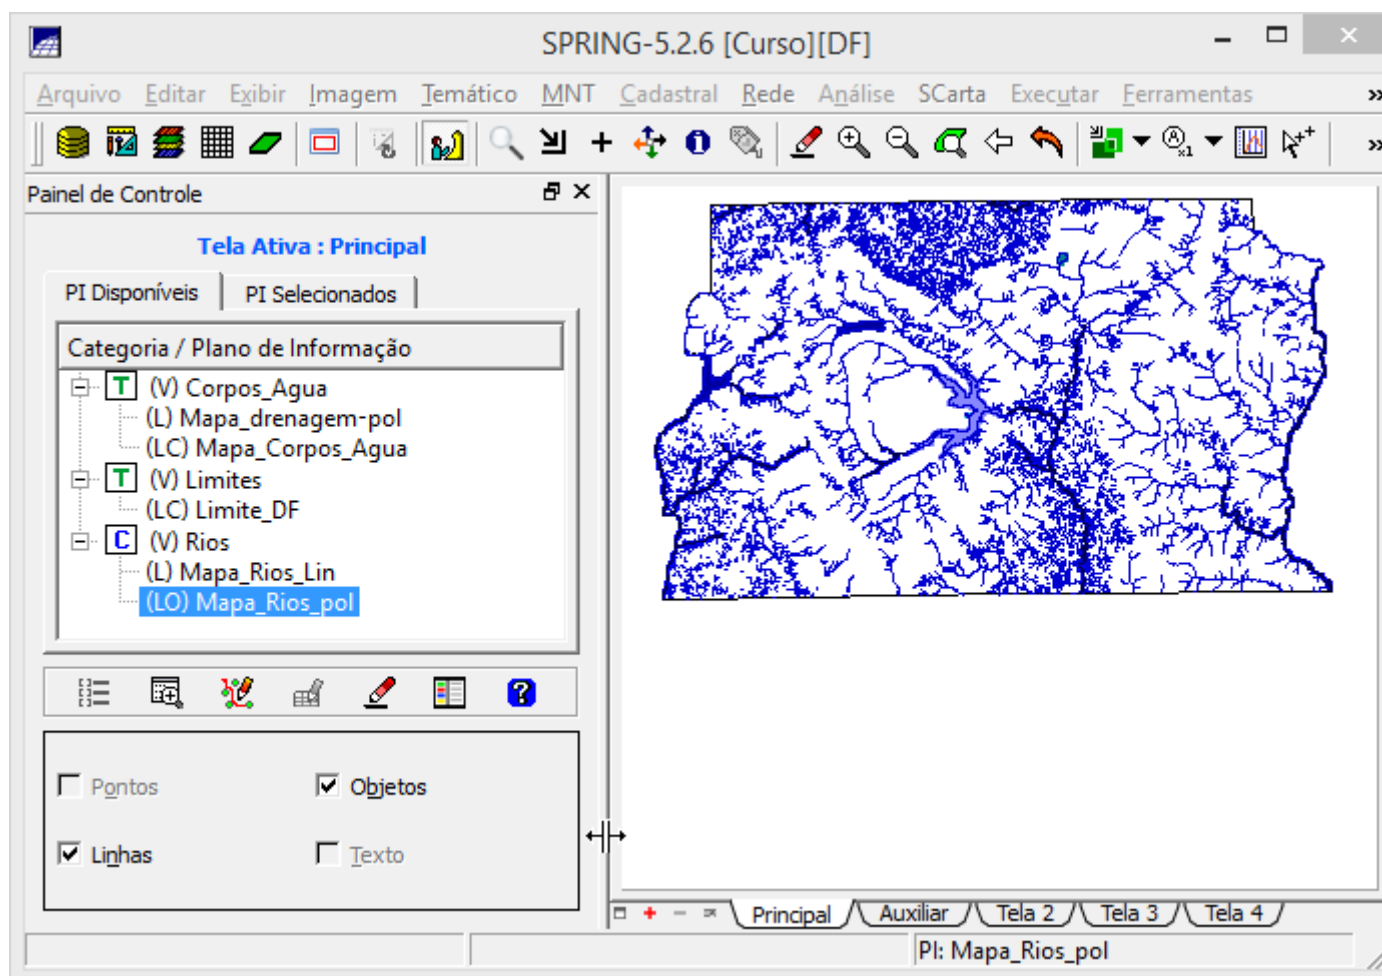 SPRING-5.2.6 [Curso][DF]
Arquivo Editar Exibir Imagem Temático MNT Cadastral Rede Análise SCarta Executar Ferramentas »
Painel de Controle
Tela Ativa : Principal
PI Disponíveis PI Selecionados
Categoria / Plano de Informação
T (V) Corpos_Agua
(L) Mapa_drenagem-pol
(LC) Mapa_Corpos_Agua
T (V) Limites
(LC) Limite_DF
C (V) Rios
(L) Mapa_Rios_Lin
(LO) Mapa_Rios_pol
Pontos Objetos
Linhas Texto
Principal Auxiliar Tela 2 Tela 3 Tela 4
PI: Mapa_Rios_pol